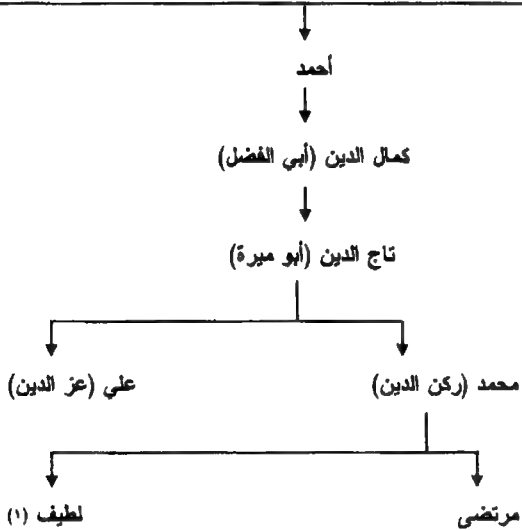 أحمد
كمال الدين (أبي الفضل)
تاج الدين (أبو ميرة)
محمد (ركن الدين) علي (عز الدين)
مرتضى لطيف (١)